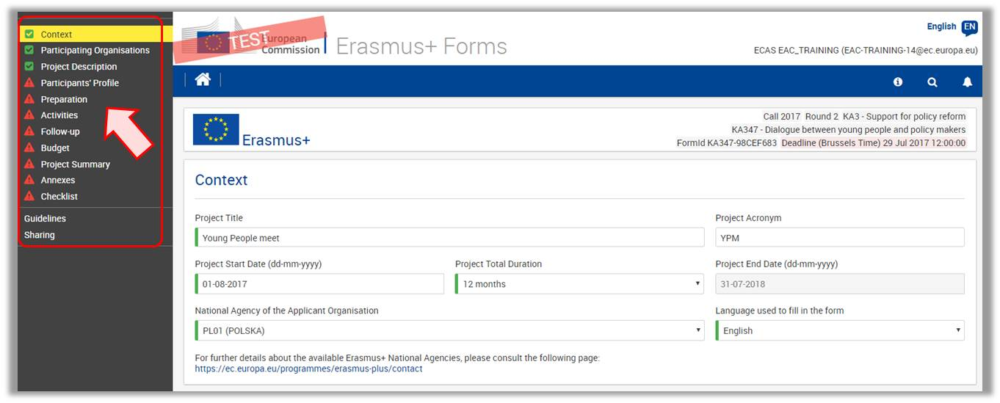 Context
Participating Organisations
Project Description
Participants' Profile
Preparation
Activities
Follow-up
Budget
Project Summary
Annexes
Checklist
Guidelines
Sharing
TEST
European
Commission
Erasmus+ Forms
English EN
ECAS EAC_TRAINING (EAC-TRAINING-14@ec.europa.eu)
Erasmus+
Call 2017 Round 2 KA3 - Support for policy reform
KA347 - Dialogue between young people and policy makers
FormId KA347-98CEF683 Deadline (Brussels Time) 29 Jul 2017 12:00:00
Context
Project Title Project Acronym
Young People meet YPM
Project Start Date (dd-mm-yyyy) Project Total Duration Project End Date (dd-mm-yyyy)
01-08-2017 12 months 31-07-2018
National Agency of the Applicant Organisation Language used to fill in the form
PL01 (POLSKA) English
For further details about the available Erasmus+ National Agencies, please consult the following page:
https://ec.europa.eu/programmes/erasmus-plus/contact